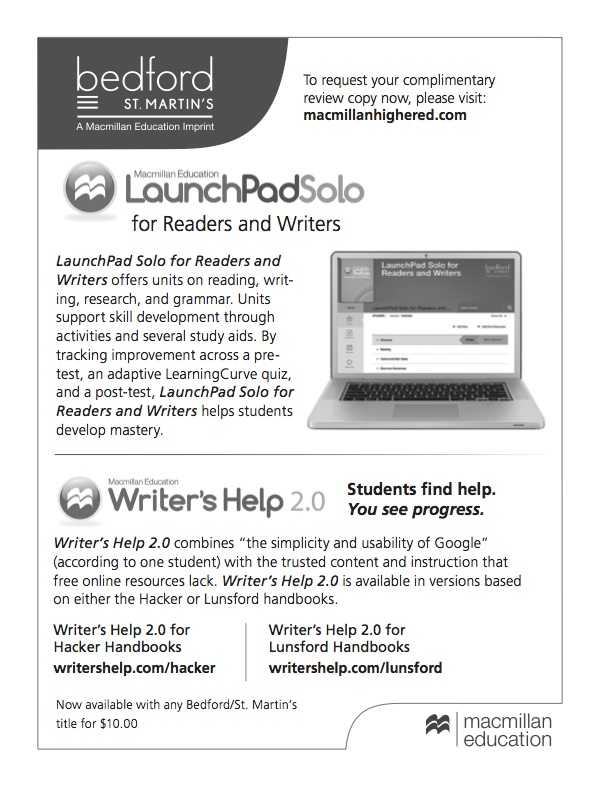 bedford
ST. MARTIN'S
A Macmillan Education Imprint
To request your complimentary
review copy now, please visit:
macmillanhighered.com
Macmillan Education
LaunchPadSolo
for Readers and Writers
LaunchPad Solo for Readers and
Writers offers units on reading, writ-
ing, research, and grammar. Units
support skill development through
activities and several study aids. By
tracking improvement across a pre-
test, an adaptive LearningCurve quiz,
and a post-test, LaunchPad Solo for
Readers and Writers helps students
develop mastery.
LaunchPad Solo for
Readers and Writers
bedford
Macmillan Education
Writer's Help 2.0
Students find help.
You see progress.
Writer's Help 2.0 combines “the simplicity and usability of Google”
(according to one student) with the trusted content and instruction that
free online resources lack. Writer's Help 2.0 is available in versions based
on either the Hacker or Lunsford handbooks.
Writer's Help 2.0 for
Hacker Handbooks
writershelp.com/hacker
Writer's Help 2.0 for
Lunsford Handbooks
writershelp.com/lunsford
Now available with any Bedford/St. Martin's
title for $10.00
macmillan
education